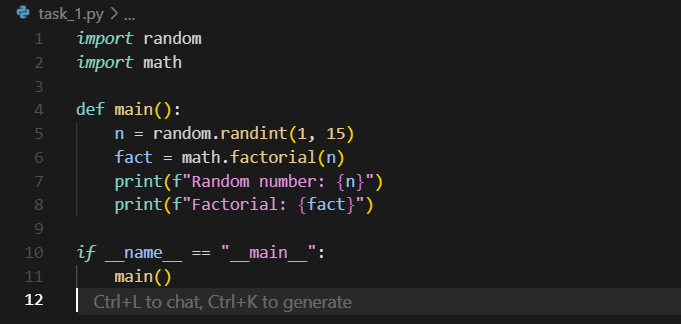 task_1.py > ...
1 import random
2 import math
3
4 def main():
5     n = random.randint(1, 15)
6     fact = math.factorial(n)
7     print(f"Random number: {n}")
8     print(f"Factorial: {fact}")
9
10 if __name__ == "__main__":
11     main()
12 Ctrl+L to chat, Ctrl+K to generate